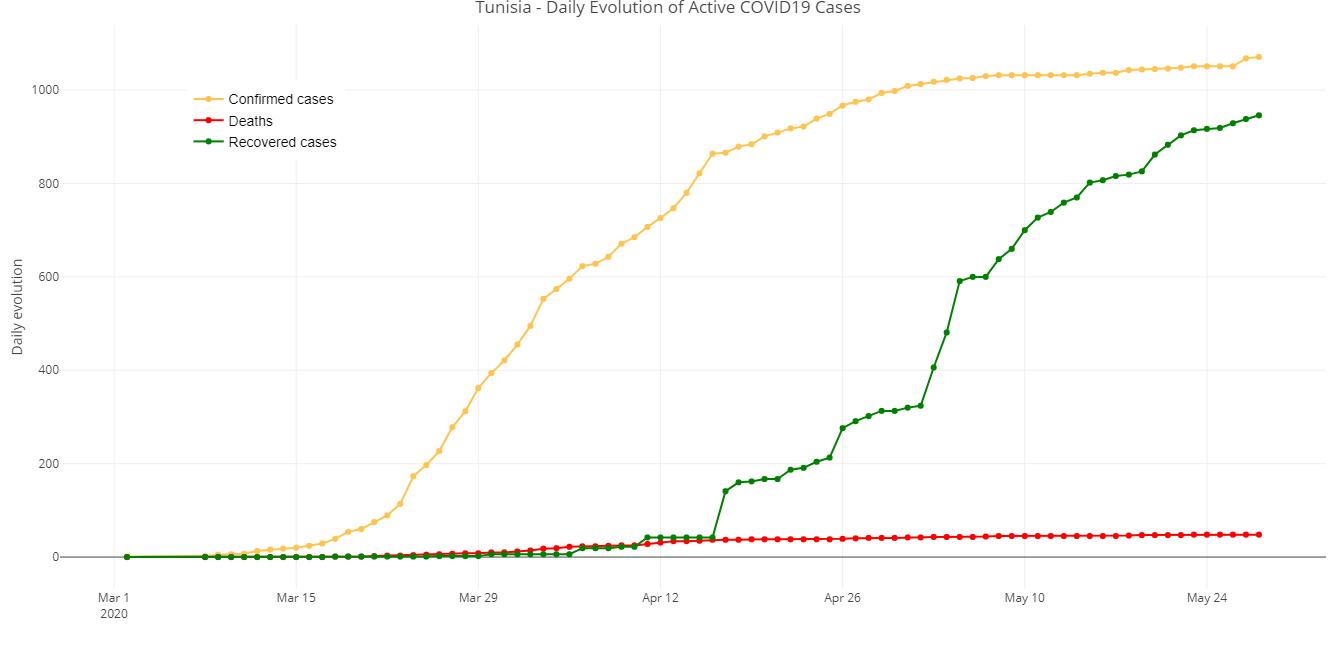 Tunisia - Daily Evolution of Active COVID19 Cases
Confirmed cases
Deaths
Recovered cases
Daily evolution
1000
800
600
400
200
0
Mar 1
2020
Mar 15
Mar 29
Apr 12
Apr 26
May 10
May 24